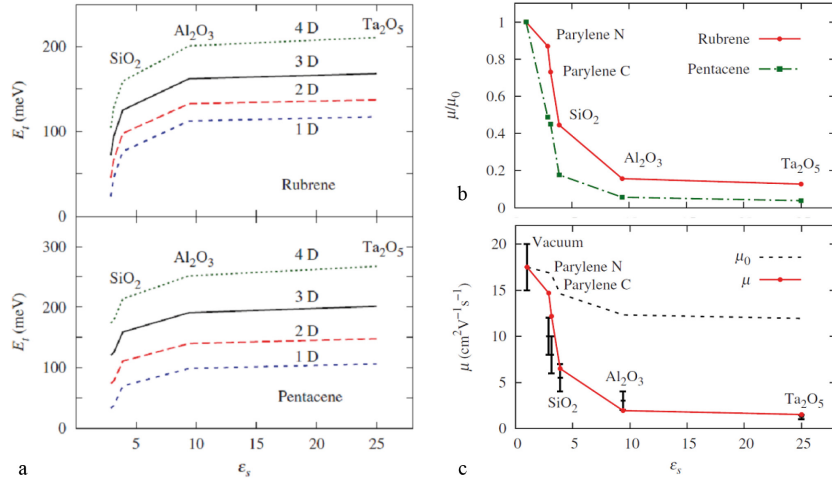 200
150
100
50
0
E_t (meV)
SiO₂
Al₂O₃
Ta₂O₅
4 D
3 D
2 D
1 D
Rubrene
300
250
200
150
100
50
0
E_t (meV)
SiO₂
Al₂O₃
Ta₂O₅
4 D
3 D
2 D
1 D
Pentacene
5 10 15 20 25
ε_s
a
1
0.8
0.6
0.4
0.2
0
μ/μ₀
Parylene N
Parylene C
SiO₂
Al₂O₃
Ta₂O₅
Rubrene
Pentacene
b
20
15
10
5
0
μ (cm²V⁻¹s⁻¹)
Vacuum
Parylene N
Parylene C
SiO₂
Al₂O₃
Ta₂O₅
μ₀
μ
0 5 10 15 20 25
ε_s
c